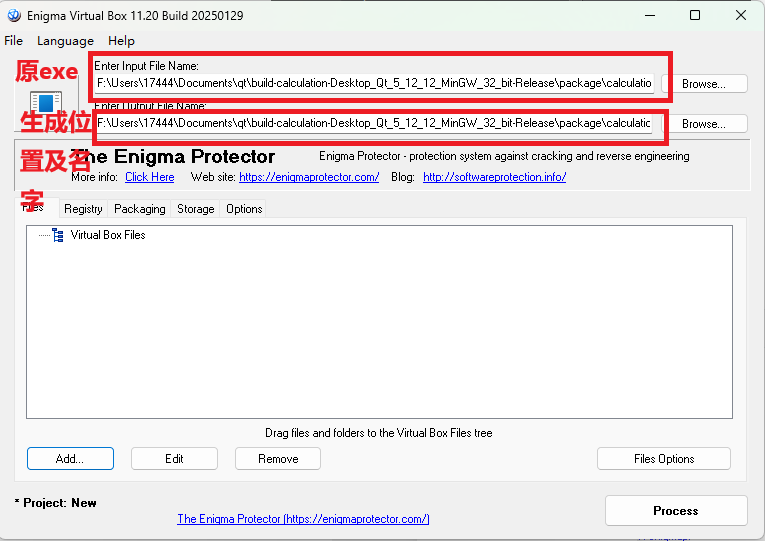 Enigma Virtual Box 11.20 Build 20250129
File Language Help
原exe
Enter Input File Name:
F:\Users\17444\Documents\qt\build-calculation-Desktop_Qt_5_12_12_MinGW_32_bit-Release\package\calculatio
Browse...
生成位置及名字
Enter Output File Name:
F:\Users\17444\Documents\qt\build-calculation-Desktop_Qt_5_12_12_MinGW_32_bit-Release\package\calculatic
Browse...
The Enigma Protector
Enigma Protector - protection system against cracking and reverse engineering
More info: Click Here Web site: https://enigmaprotector.com/ Blog: http://softwareprotection.info/
Files Registry Packaging Storage Options
Virtual Box Files
Drag files and folders to the Virtual Box Files tree
Add... Edit Remove Files Options
* Project: New
Process
The Enigma Protector (https://enigmaprotector.com/)